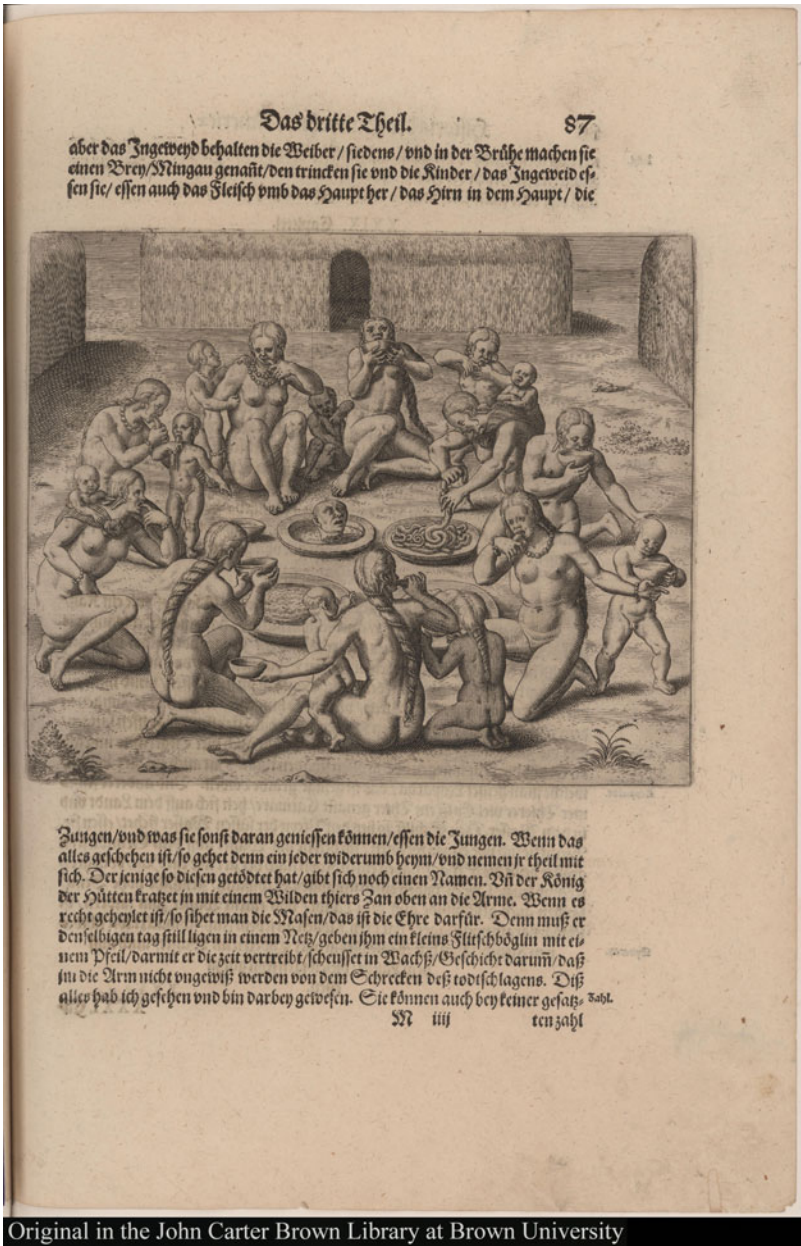 Das dritte Theil. 87
aber das Jngeweyd behalten die Weiber / siedens / vnd in der Brühe machen sie
einen Brey/Mingau genañt/den trincken sie vnd die Kinder / das Jngeweid es-
sen sie/ essen auch das Fleisch vmb das Haupt her / das Hirn in dem Haupt / die
Zungen/vnd was sie sonst daran geniessen können/essen die Jungen. Wenn das
alles geschehen ist/so gehet denn ein jeder widerumb heym/vnd nemen jr theil mit
sich. Der jenige so diesen getödtet hat/gibt sich noch einen Namen. Vñ der König
der Hütten kratzet jn mit einem Wilden thiers Zan oben an die Arme. Wenn es
recht geheylet ist/so sihet man die Masen/das ist die Ehre darfür. Denn muß er
denselbigen tag still ligen in einem Netz/geben jhm ein kleins Flitschböglin mit ei-
nem Pfeil/darmit er die zeit vertreibt/scheusset in Wachß/Geschicht darum̃/daß
jm die Arm nicht vngewiß werden von dem Schrecken deß todtschlagens. Diß
alles hab ich gesehen vnd bin darbey gewesen. Sie können auch bey keiner gesatz- Zahl.
M iiij ten zahl
Original in the John Carter Brown Library at Brown University